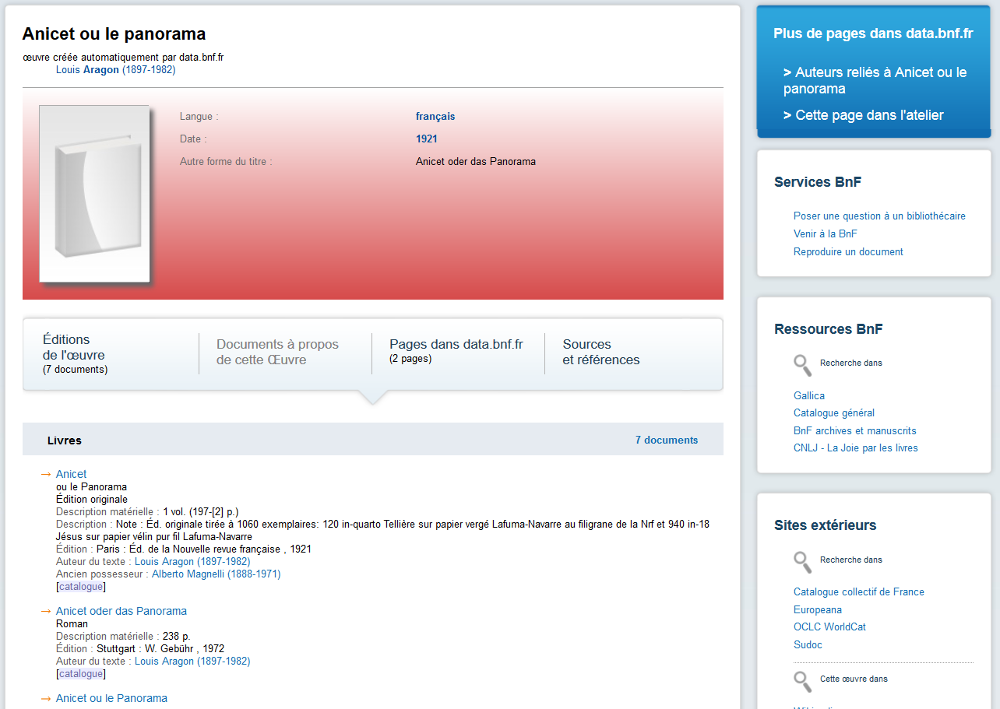 Anicet ou le panorama
œuvre créée automatiquement par data.bnf.fr
Louis Aragon (1897-1982)
Langue :
français
Date :
1921
Autre forme du titre :
Anicet oder das Panorama
Éditions
de l'œuvre
(7 documents)
Documents à propos
de cette Œuvre
Pages dans data.bnf.fr
(2 pages)
Sources
et références
Livres
7 documents
→ Anicet
ou le Panorama
Édition originale
Description matérielle : 1 vol. (197-[2] p.)
Description : Note : Éd. originale tirée à 1060 exemplaires: 120 in-quarto Tellière sur papier vergé Lafuma-Navarre au filigrane de la Nrf et 940 in-18
Jésus sur papier vélin pur fil Lafuma-Navarre
Édition : Paris : Éd. de la Nouvelle revue française , 1921
Auteur du texte : Louis Aragon (1897-1982)
Ancien possesseur : Alberto Magnelli (1888-1971)
[catalogue]
→ Anicet oder das Panorama
Roman
Description matérielle : 238 p.
Édition : Stuttgart : W. Gebühr , 1972
Auteur du texte : Louis Aragon (1897-1982)
[catalogue]
→ Anicet ou le Panorama
Plus de pages dans data.bnf.fr
> Auteurs reliés à Anicet ou le
panorama
> Cette page dans l'atelier
Services BnF
Poser une question à un bibliothécaire
Venir à la BnF
Reproduire un document
Ressources BnF
Recherche dans
Gallica
Catalogue général
BnF archives et manuscrits
CNLJ - La Joie par les livres
Sites extérieurs
Recherche dans
Catalogue collectif de France
Europeana
OCLC WorldCat
Sudoc
Cette œuvre dans